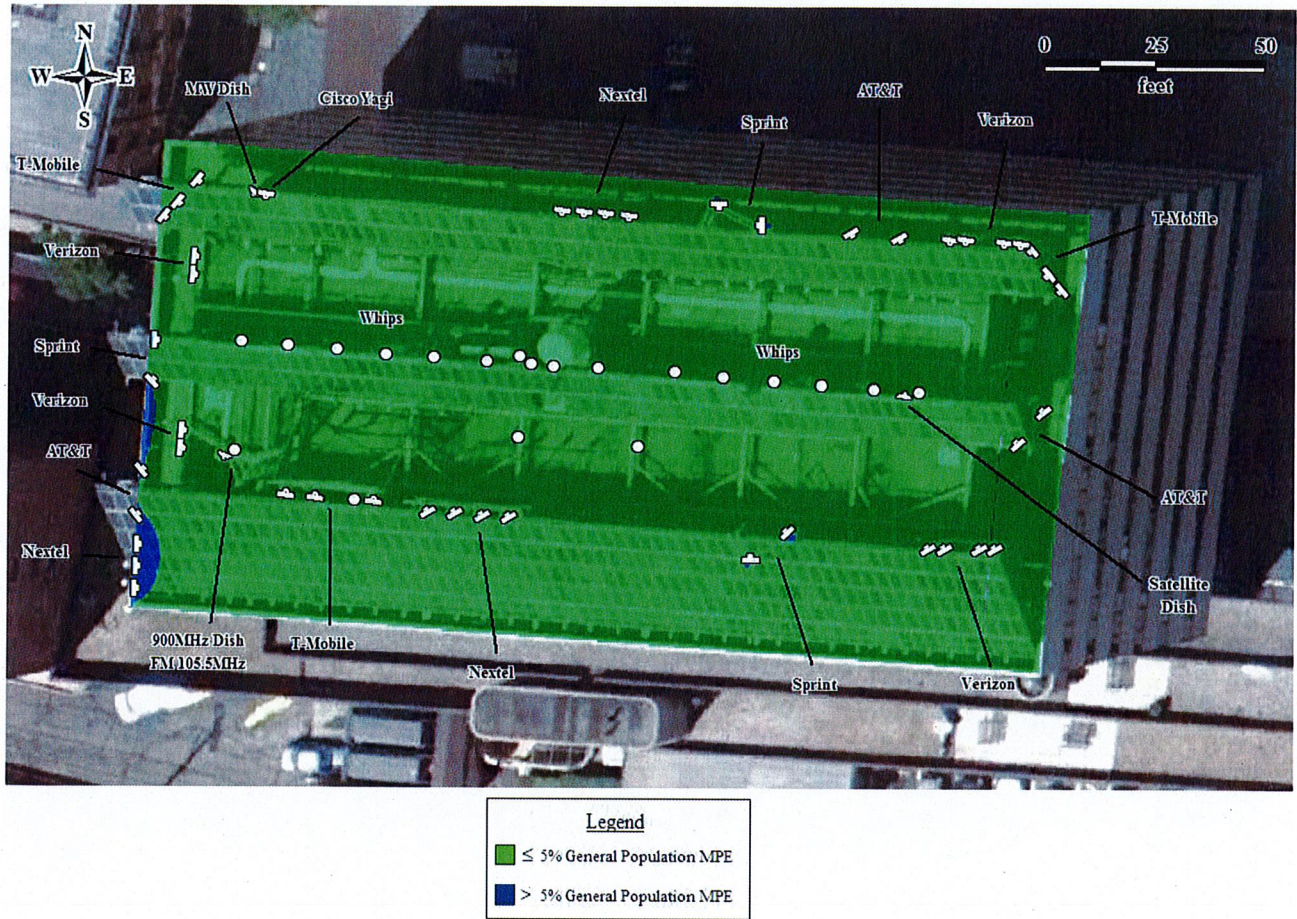 N
W E
S
0 25 50
feet
MW Dish
Cisco Yagi
Nextel
Sprint
AT&T
Verizon
T-Mobile
T-Mobile
Verizon
Whips
Whips
Sprint
Verizon
AT&T
AT&T
Nextel
Satellite
Dish
900MHz Dish
FM 105.5MHz
T-Mobile
Nextel
Sprint
Verizon
Legend
≤ 5% General Population MPE
> 5% General Population MPE